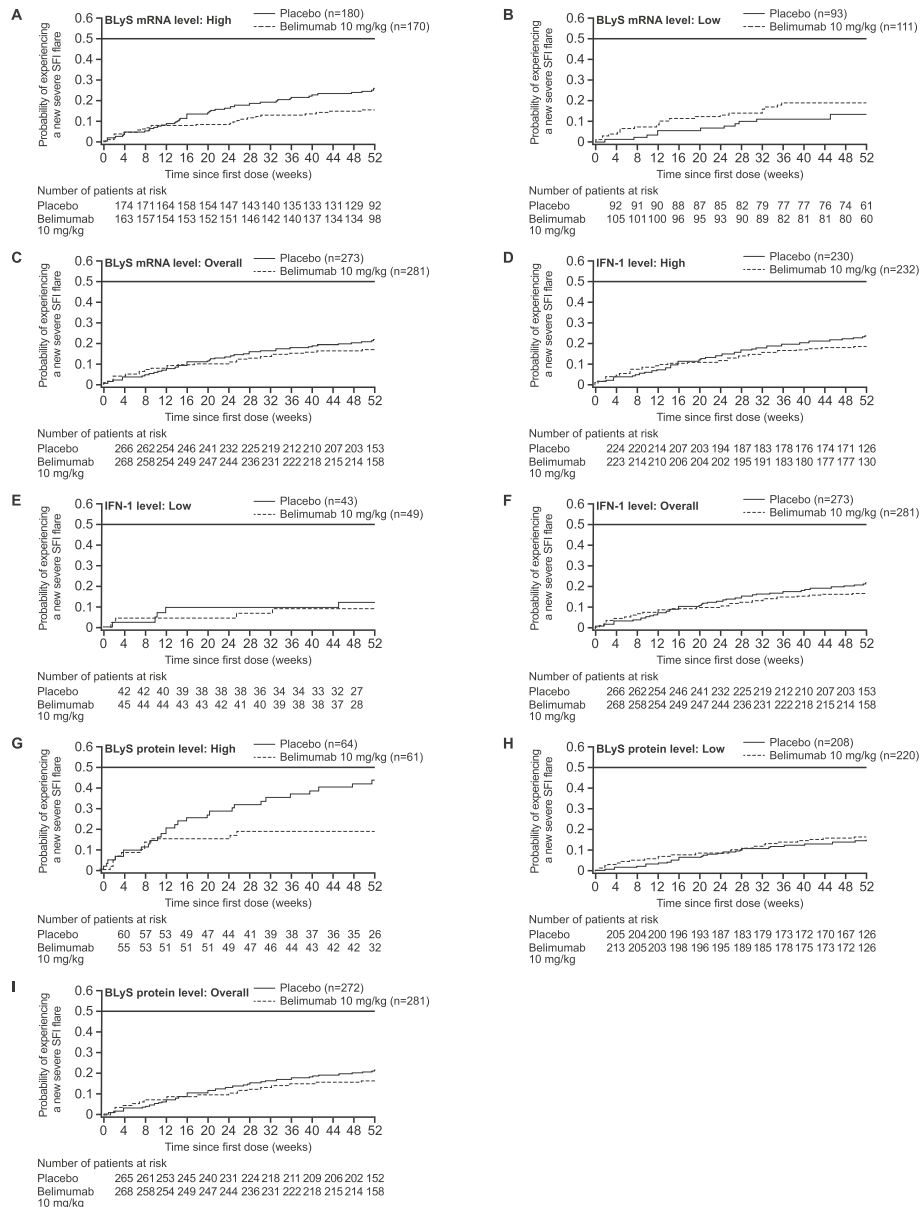 A
BLyS mRNA level: High
Placebo (n=180)
Belimumab 10 mg/kg (n=170)
Probability of experiencing
a new severe SFI flare
0.6
0.5
0.4
0.3
0.2
0.1
0
0 4 8 12 16 20 24 28 32 36 40 44 48 52
Time since first dose (weeks)
Number of patients at risk
Placebo 174 171 164 158 154 147 143 140 135 133 131 129 92
Belimumab 163 157 154 153 152 151 146 142 140 137 134 134 98
10 mg/kg
B
BLyS mRNA level: Low
Placebo (n=93)
Belimumab 10 mg/kg (n=111)
Probability of experiencing
a new severe SFI flare
0.6
0.5
0.4
0.3
0.2
0.1
0
0 4 8 12 16 20 24 28 32 36 40 44 48 52
Time since first dose (weeks)
Number of patients at risk
Placebo 92 91 90 88 87 85 82 79 77 77 76 74 61
Belimumab 105 101 100 96 95 93 90 89 82 81 81 80 60
10 mg/kg
C
BLyS mRNA level: Overall
Placebo (n=273)
Belimumab 10 mg/kg (n=281)
Probability of experiencing
a new severe SFI flare
0.6
0.5
0.4
0.3
0.2
0.1
0
0 4 8 12 16 20 24 28 32 36 40 44 48 52
Time since first dose (weeks)
Number of patients at risk
Placebo 266 262 254 246 241 232 225 219 212 210 207 203 153
Belimumab 268 258 254 249 247 244 236 231 222 218 215 214 158
10 mg/kg
D
IFN-1 level: High
Placebo (n=230)
Belimumab 10 mg/kg (n=232)
Probability of experiencing
a new severe SFI flare
0.6
0.5
0.4
0.3
0.2
0.1
0
0 4 8 12 16 20 24 28 32 36 40 44 48 52
Time since first dose (weeks)
Number of patients at risk
Placebo 224 220 214 207 203 194 187 183 178 176 174 171 126
Belimumab 223 214 210 206 204 202 195 191 183 180 177 177 130
10 mg/kg
E
IFN-1 level: Low
Placebo (n=43)
Belimumab 10 mg/kg (n=49)
Probability of experiencing
a new severe SFI flare
0.6
0.5
0.4
0.3
0.2
0.1
0
0 4 8 12 16 20 24 28 32 36 40 44 48 52
Time since first dose (weeks)
Number of patients at risk
Placebo 42 42 40 39 38 38 38 36 34 34 33 32 27
Belimumab 45 44 44 43 43 42 41 40 39 38 38 37 28
10 mg/kg
F
IFN-1 level: Overall
Placebo (n=273)
Belimumab 10 mg/kg (n=281)
Probability of experiencing
a new severe SFI flare
0.6
0.5
0.4
0.3
0.2
0.1
0
0 4 8 12 16 20 24 28 32 36 40 44 48 52
Time since first dose (weeks)
Number of patients at risk
Placebo 266 262 254 246 241 232 225 219 212 210 207 203 153
Belimumab 268 258 254 249 247 244 236 231 222 218 215 214 158
10 mg/kg
G
BLyS protein level: High
Placebo (n=64)
Belimumab 10 mg/kg (n=61)
Probability of experiencing
a new severe SFI flare
0.6
0.5
0.4
0.3
0.2
0.1
0
0 4 8 12 16 20 24 28 32 36 40 44 48 52
Time since first dose (weeks)
Number of patients at risk
Placebo 60 57 53 49 47 44 41 39 38 37 36 35 26
Belimumab 55 53 51 51 51 49 47 46 44 43 42 42 32
10 mg/kg
H
BLyS protein level: Low
Placebo (n=208)
Belimumab 10 mg/kg (n=220)
Probability of experiencing
a new severe SFI flare
0.6
0.5
0.4
0.3
0.2
0.1
0
0 4 8 12 16 20 24 28 32 36 40 44 48 52
Time since first dose (weeks)
Number of patients at risk
Placebo 205 204 200 196 193 187 183 179 173 172 170 167 126
Belimumab 213 205 203 198 196 195 189 185 178 175 173 172 126
10 mg/kg
I
BLyS protein level: Overall
Placebo (n=272)
Belimumab 10 mg/kg (n=281)
Probability of experiencing
a new severe SFI flare
0.6
0.5
0.4
0.3
0.2
0.1
0
0 4 8 12 16 20 24 28 32 36 40 44 48 52
Time since first dose (weeks)
Number of patients at risk
Placebo 265 261 253 245 240 231 224 218 211 209 206 202 152
Belimumab 268 258 254 249 247 244 236 231 222 218 215 214 158
10 mg/kg